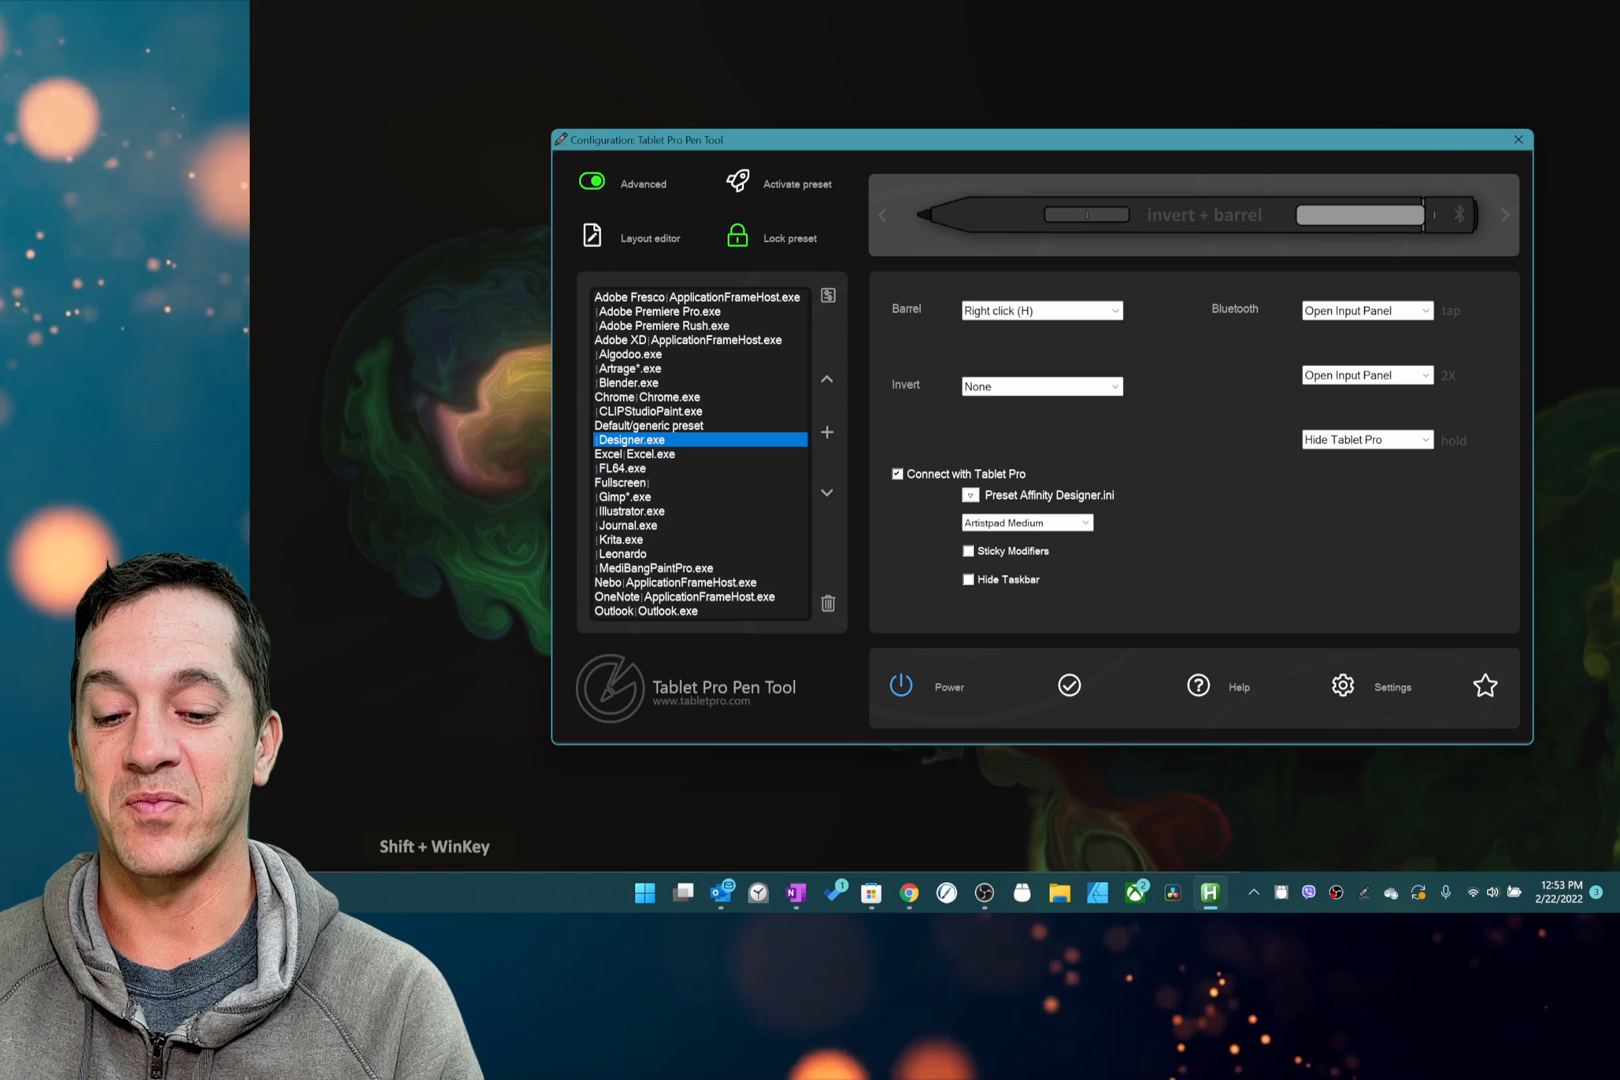 Configuration: Tablet Pro Pen Tool
Advanced
Activate preset
Layout editor
Lock preset
invert + barrel
Adobe Fresco|ApplicationFrameHost.exe
|Adobe Premiere Pro.exe
|Adobe Premiere Rush.exe
Adobe XD|ApplicationFrameHost.exe
|Algodoo.exe
|Artrage*.exe
|Blender.exe
Chrome|Chrome.exe
|CLIPStudioPaint.exe
Default/generic preset
|Designer.exe
Excel|Excel.exe
|FL64.exe
Fullscreen|
|Gimp*.exe
|Illustrator.exe
|Journal.exe
|Krita.exe
|Leonardo
|MediBangPaintPro.exe
Nebo|ApplicationFrameHost.exe
OneNote|ApplicationFrameHost.exe
Outlook|Outlook.exe
Barrel
Right click (H)
Bluetooth
Open Input Panel
tap
Open Input Panel
2X
Invert
None
Hide Tablet Pro
hold
Connect with Tablet Pro
Preset Affinity Designer.ini
Artistpad Medium
Sticky Modifiers
Hide Taskbar
Tablet Pro Pen Tool
www.tabletpro.com
Power
Help
Settings
Shift + WinKey
1
2
H
12:53 PM
2/22/2022
3